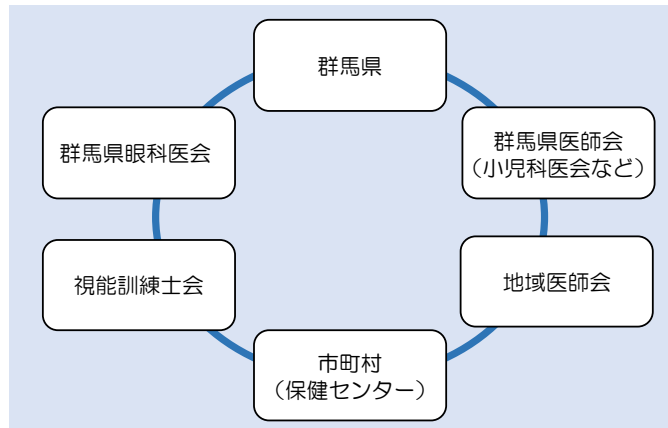 群馬県
群馬県眼科医会
群馬県医師会
(小児科医会など)
視能訓練士会
地域医師会
市町村
(保健センター)